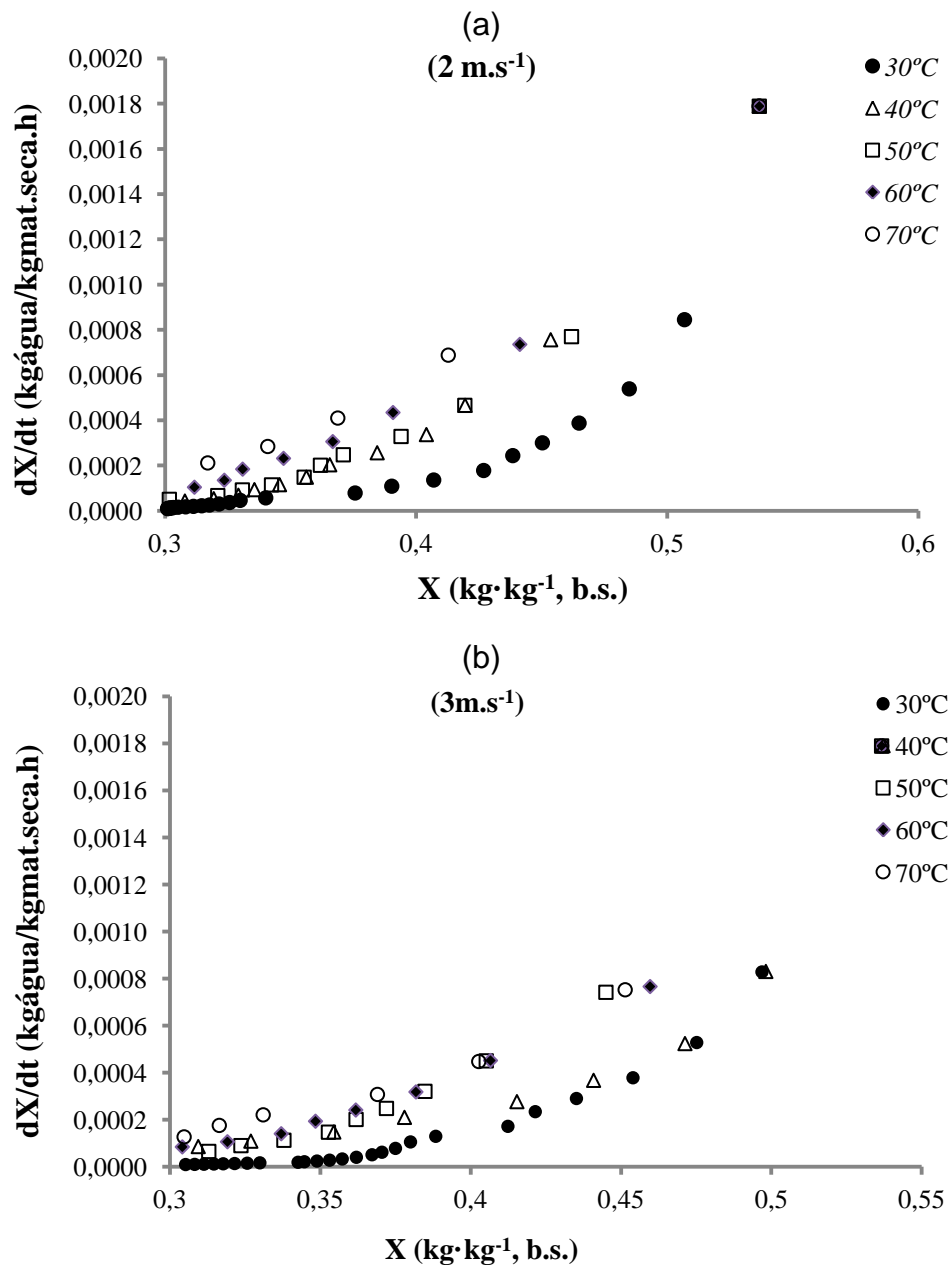 (a)
(2 m.s⁻¹)
0,0020
0,0018
0,0016
0,0014
0,0012
0,0010
0,0008
0,0006
0,0004
0,0002
0,0000
dX/dt (kgágua/kgmat.seca.h)
0,3
0,4
0,5
0,6
X (kg·kg⁻¹, b.s.)
30ºC
40ºC
50ºC
60ºC
70ºC
(b)
(3m.s⁻¹)
0,0020
0,0018
0,0016
0,0014
0,0012
0,0010
0,0008
0,0006
0,0004
0,0002
0,0000
dX/dt (kgágua/kgmat.seca.h)
0,3
0,35
0,4
0,45
0,5
0,55
X (kg·kg⁻¹, b.s.)
30ºC
40ºC
50ºC
60ºC
70ºC